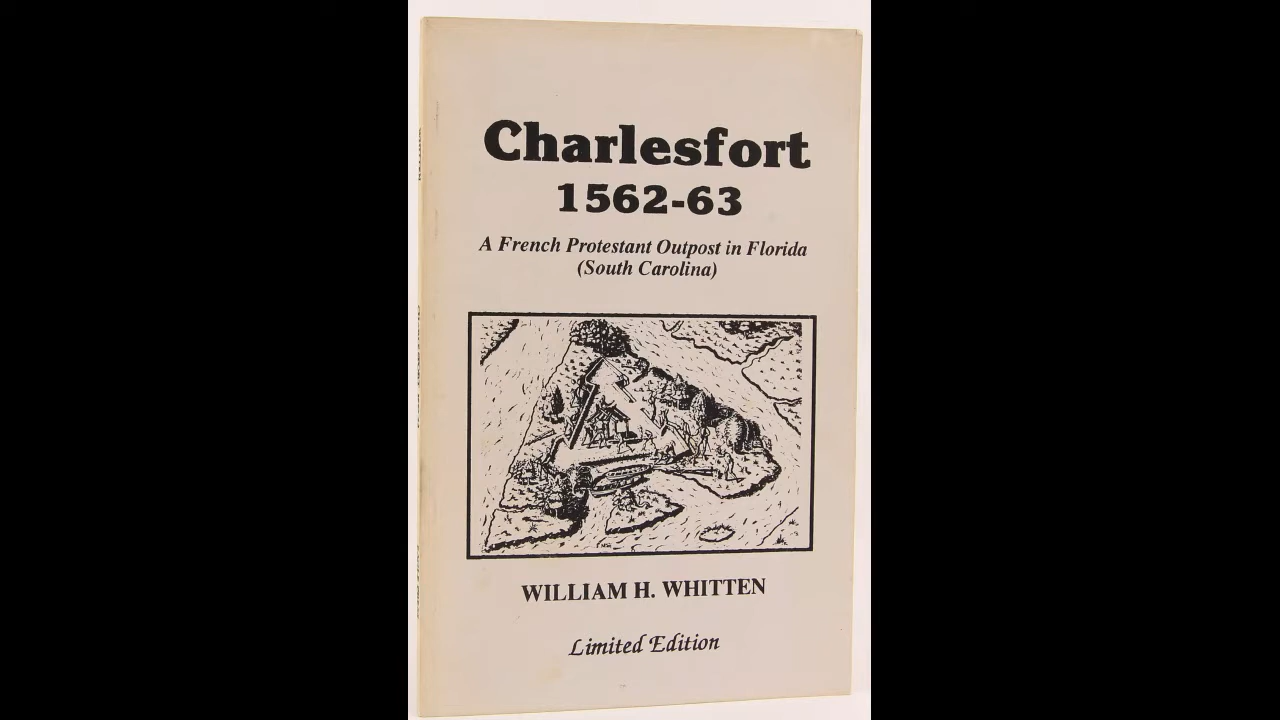 Charlesfort
1562-63
A French Protestant Outpost in Florida
(South Carolina)
WILLIAM H. WHITTEN
Limited Edition